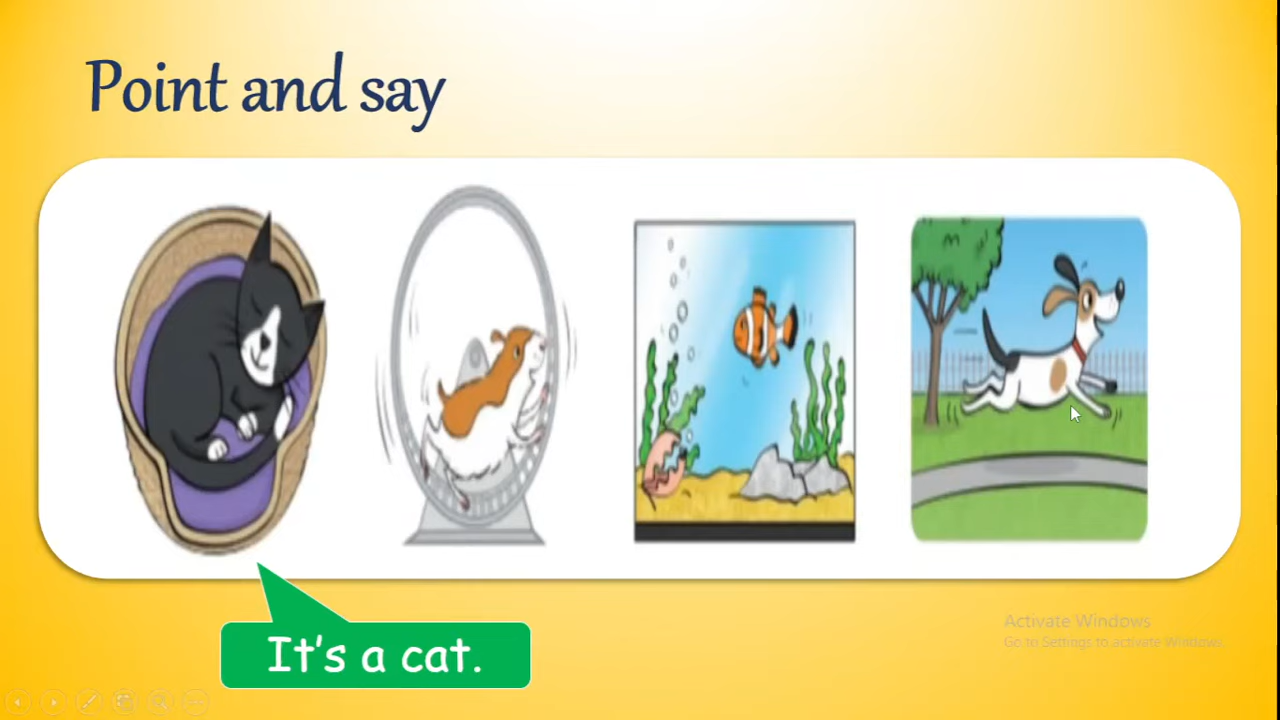 Point and say
It's a cat.
Activate Windows
Go to Settings to activate Windows.